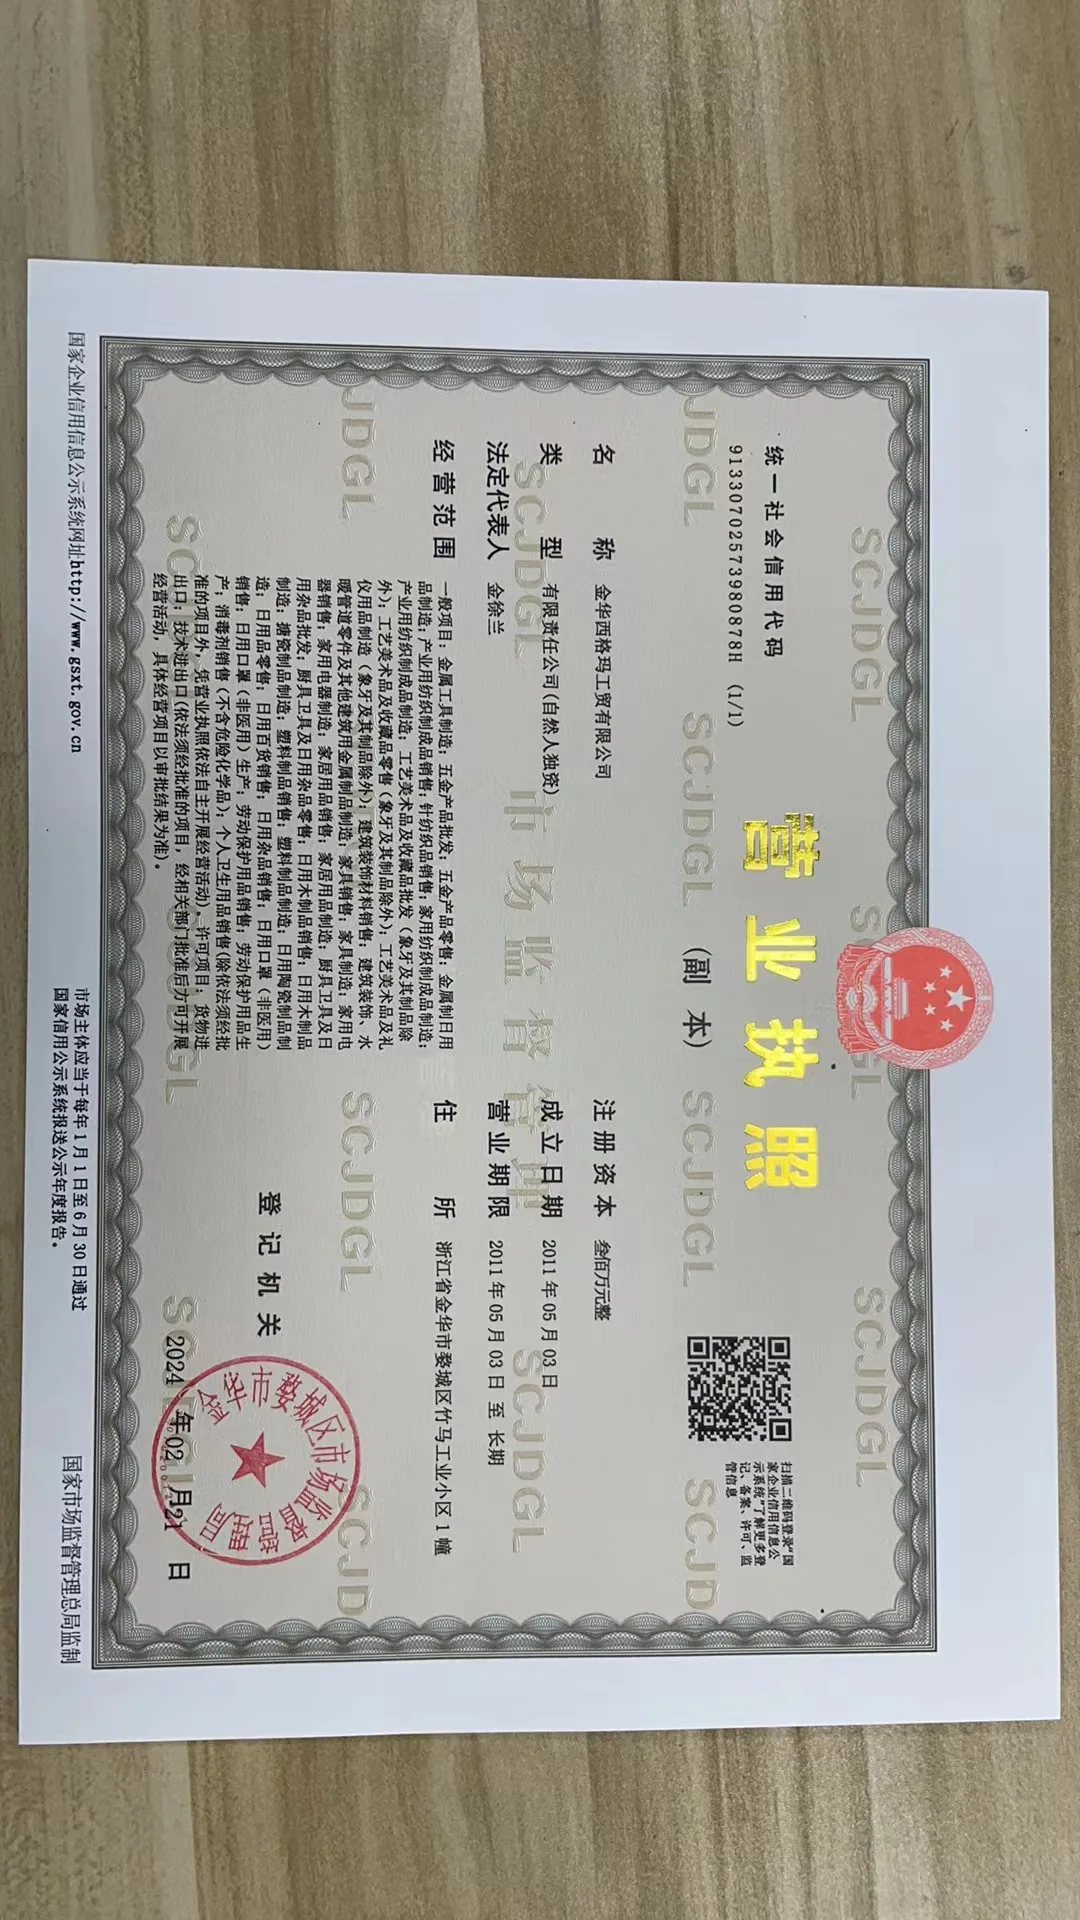 统一社会信用代码
91330702573980878H (1/1)
营业执照
(副本)
扫描二维码登录“国
家企业信用信息公
示系统”了解更多登
记、备案、许可、监
管信息
名称 金华西格玛工贸有限公司
类型 有限责任公司(自然人独资)
法定代表人 金徐兰
经营范围 一般项目：金属工具制造；五金产品批发；五金产品零售；金属制日用
品制造；产业用纺织制成品销售；针纺织品销售；家用纺织制成品制造；
产业用纺织制成品制造；工艺美术品及收藏品批发（象牙及其制品除
外）；工艺美术品及收藏品零售（象牙及其制品除外）；工艺美术品及礼
仪用品制造（象牙及其制品除外）；建筑装饰材料销售；建筑装饰、水
暖管道零件及其他建筑用金属制品制造；家具销售；家具制造；家用电
器销售；家用电器制造；家居用品销售；家居用品制造；厨具卫具及日
用杂品批发；厨具卫具及日用杂品零售；日用木制品销售；日用木制品
制造；搪瓷制品制造；塑料制品销售；塑料制品制造；日用陶瓷制品制
造；日用品零售；日用百货销售；日用杂品销售；日用口罩（非医用）
销售；日用口罩（非医用）生产；劳动保护用品销售；劳动保护用品生
产；消毒剂销售（不含危险化学品）；个人卫生用品销售(除依法须经批
准的项目外，凭营业执照依法自主开展经营活动)。许可项目：货物进
出口；技术进出口(依法须经批准的项目，经相关部门批准后方可开展
经营活动，具体经营项目以审批结果为准)。
注册资本 叁佰万元整
成立日期 2011年05月03日
营业期限 2011年05月03日至长期
住所 浙江省金华市婺城区竹马工业小区1幢
登记机关
金华市婺城区市场监督管理局
2024年02月21日
SCJDGL
市场监督管理
国家企业信用信息公示系统网址http://www.gsxt.gov.cn
市场主体应当于每年1月1日至6月30日通过
国家信用公示系统报送公示年度报告。
国家市场监督管理总局监制